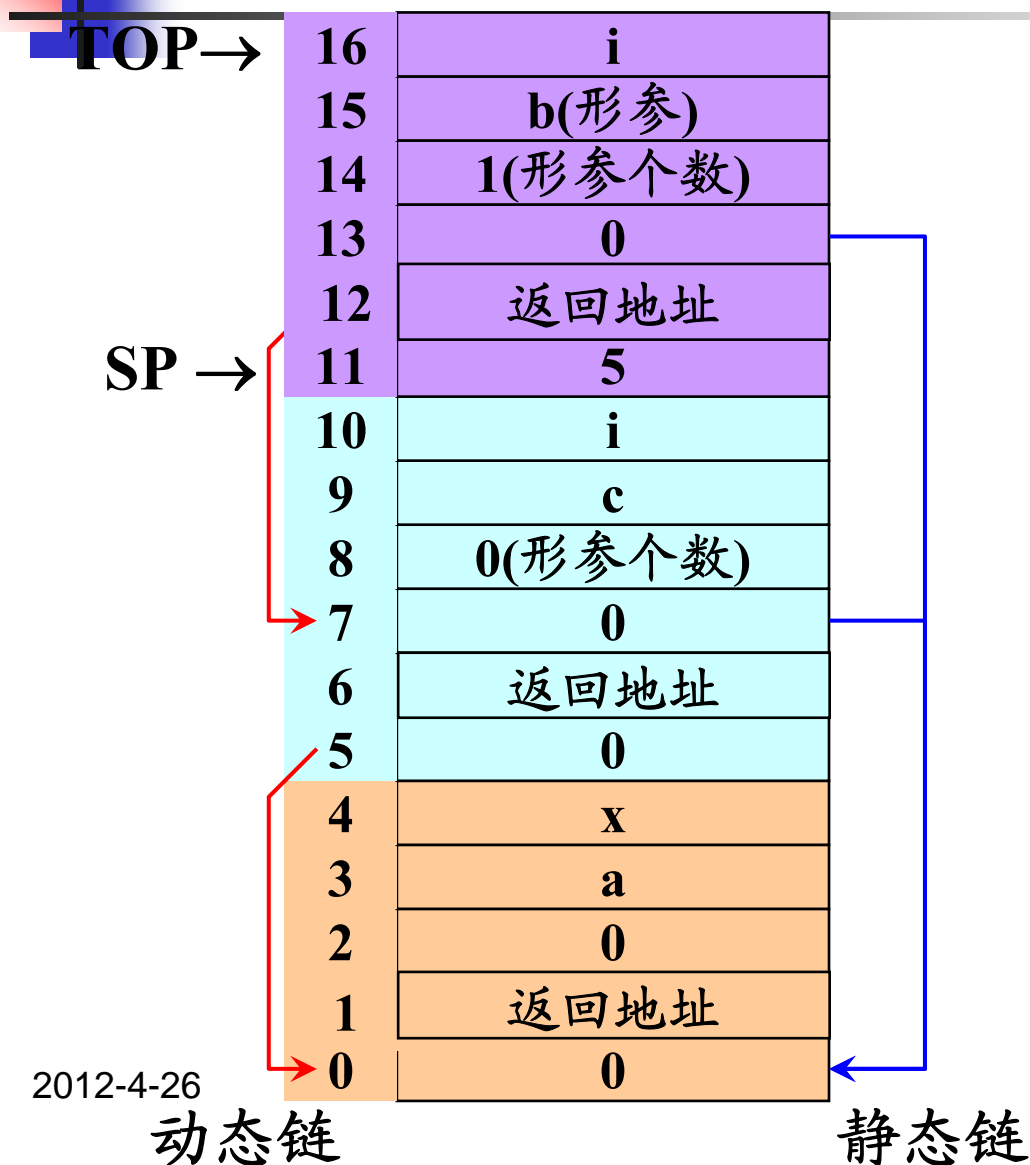 TOP→ 16 i
15 b(形参)
14 1(形参个数)
13 0
12 返回地址
SP → 11 5
10 i
9 c
8 0(形参个数)
7 0
6 返回地址
5 0
4 x
3 a
2 0
1 返回地址
0 0
2012-4-26
动态链 静态链